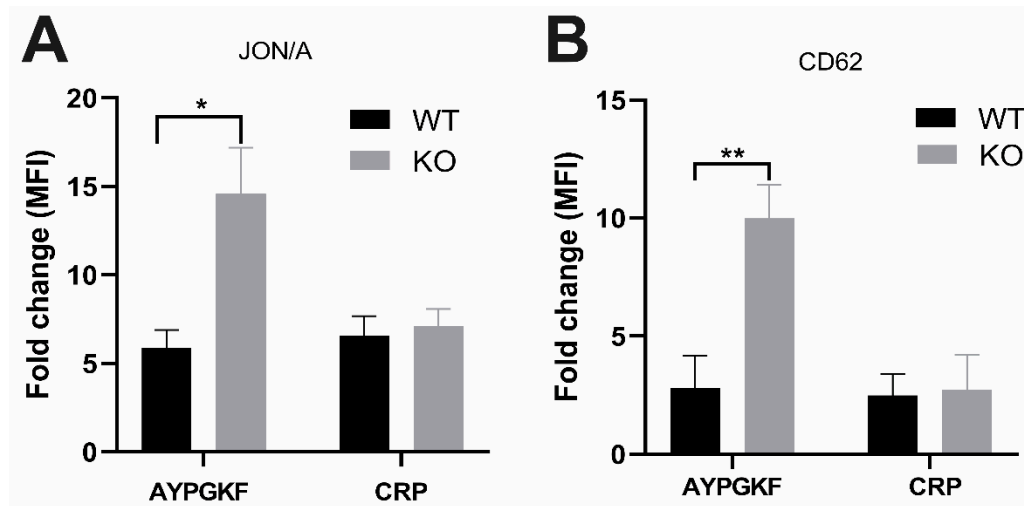 A
JON/A
Fold change (MFI)
20
15
10
5
0
*
WT
KO
AYPGKF
CRP
B
CD62
Fold change (MFI)
15
10
5
0
**
WT
KO
AYPGKF
CRP